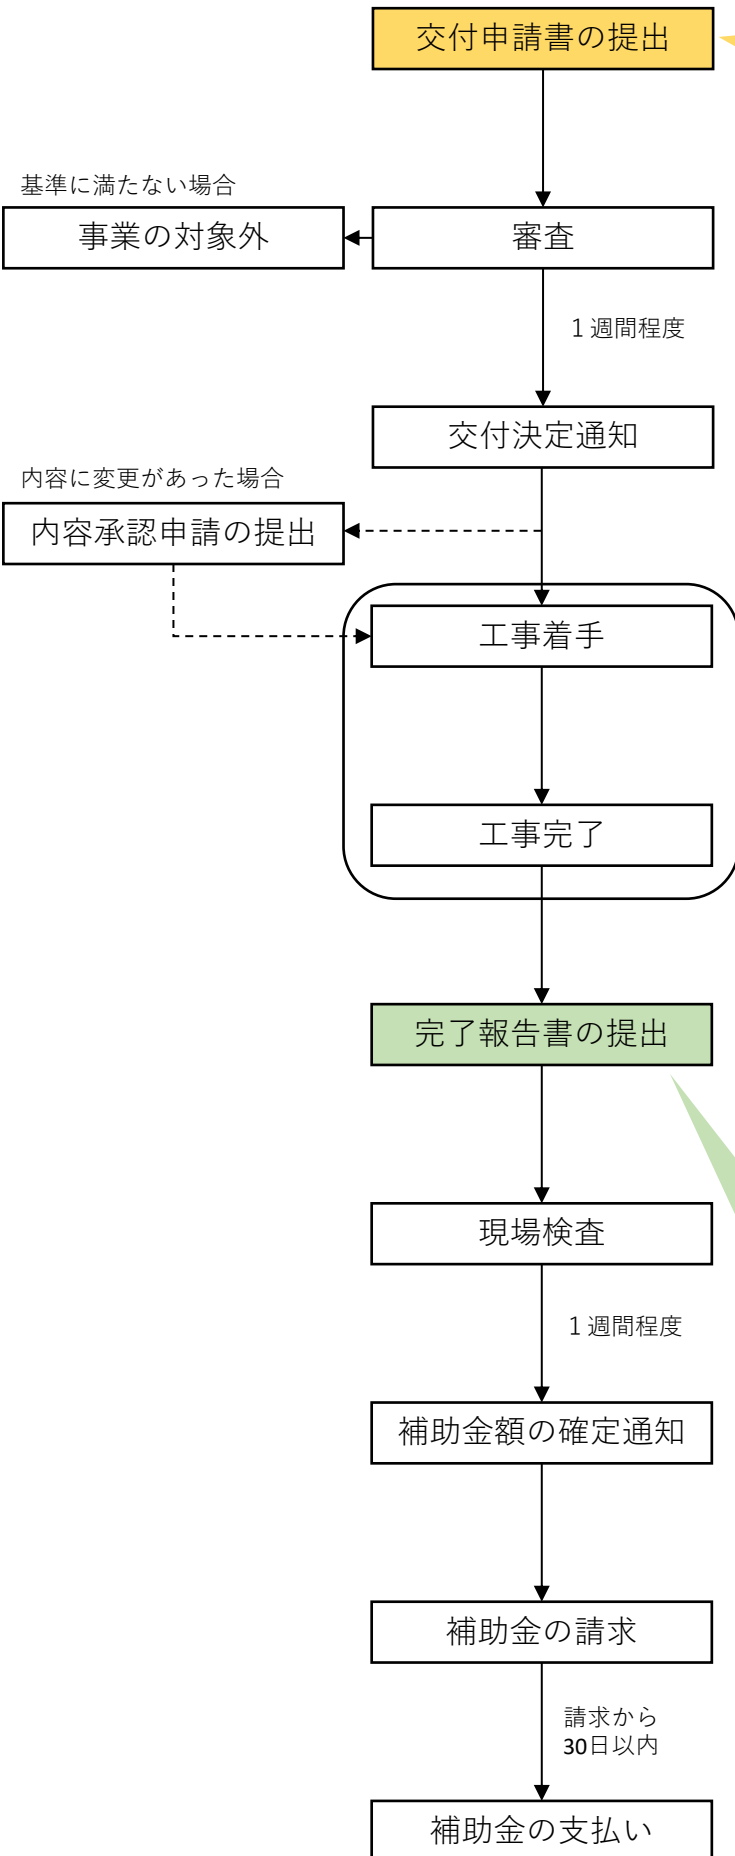 交付申請書の提出
基準に満たない場合
事業の対象外
審査
１週間程度
交付決定通知
内容に変更があった場合
内容承認申請の提出
工事着手
工事完了
完了報告書の提出
現場検査
１週間程度
補助金額の確定通知
補助金の請求
請求から
30日以内
補助金の支払い